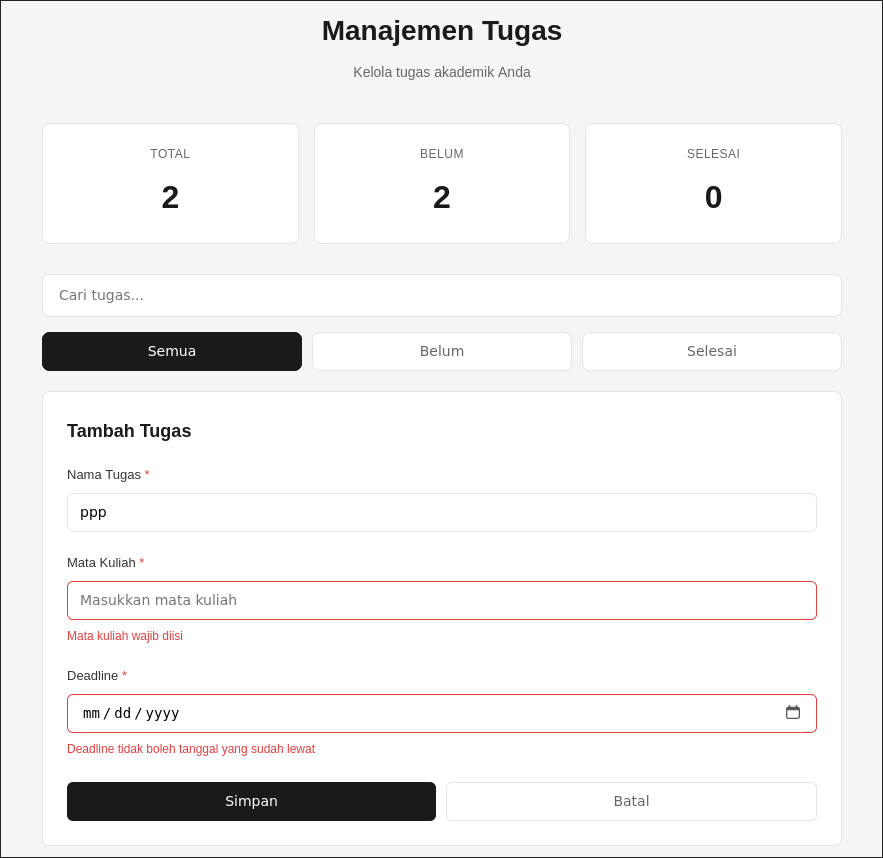 Manajemen Tugas
Kelola tugas akademik Anda
TOTAL
2
BELUM
2
SELESAI
0
Cari tugas...
Semua
Belum
Selesai
Tambah Tugas
Nama Tugas *
ppp
Mata Kuliah *
Masukkan mata kuliah
Mata kuliah wajib diisi
Deadline *
mm/dd/yyyy
Deadline tidak boleh tanggal yang sudah lewat
Simpan
Batal